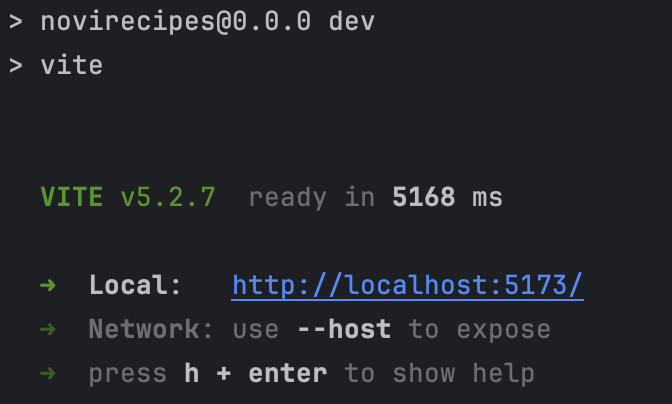 > novirecipes@0.0.0 dev
> vite
VITE v5.2.7 ready in 5168 ms
➜ Local: http://localhost:5173/
➜ Network: use --host to expose
➜ press h + enter to show help